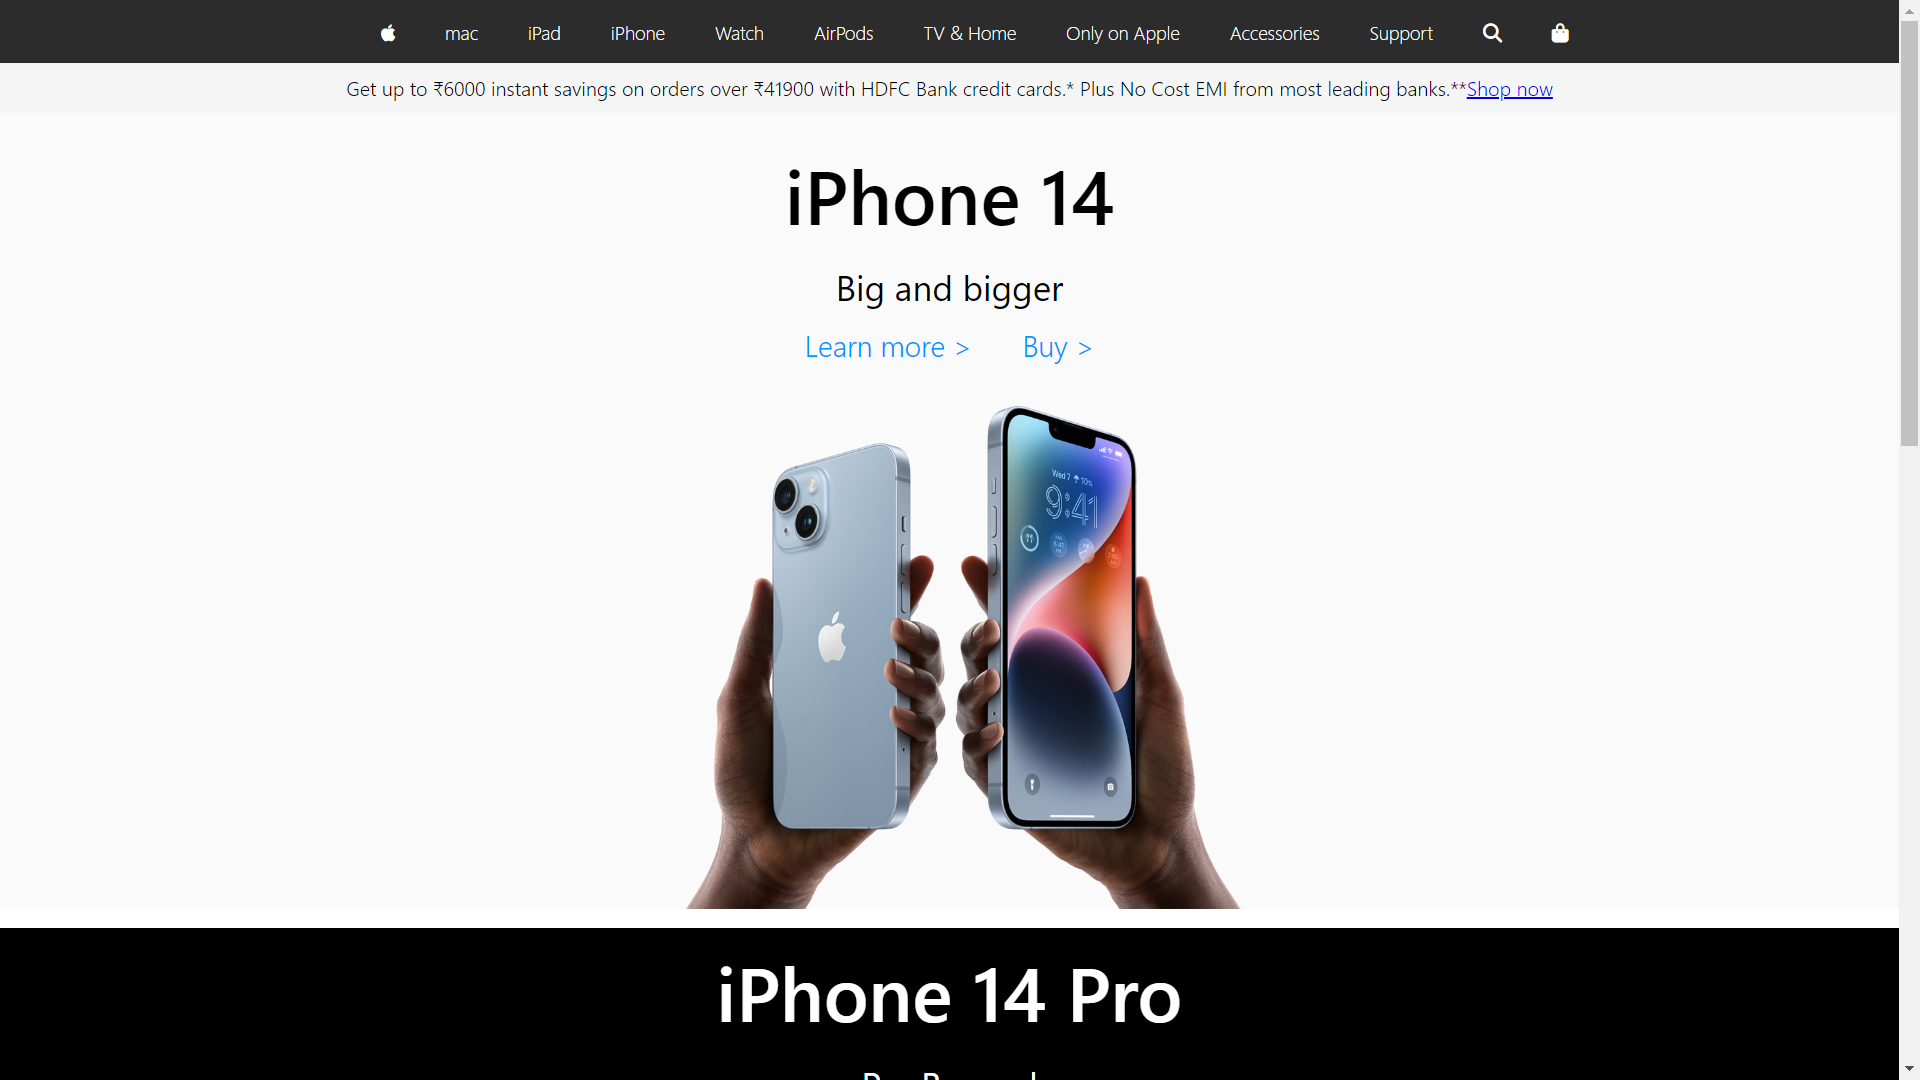 mac iPad iPhone Watch AirPods TV & Home Only on Apple Accessories Support
Get up to ₹6000 instant savings on orders over ₹41900 with HDFC Bank credit cards.* Plus No Cost EMI from most leading banks.**Shop now
iPhone 14
Big and bigger
Learn more > Buy >
Wed 7 10%
9:41
iPhone 14 Pro